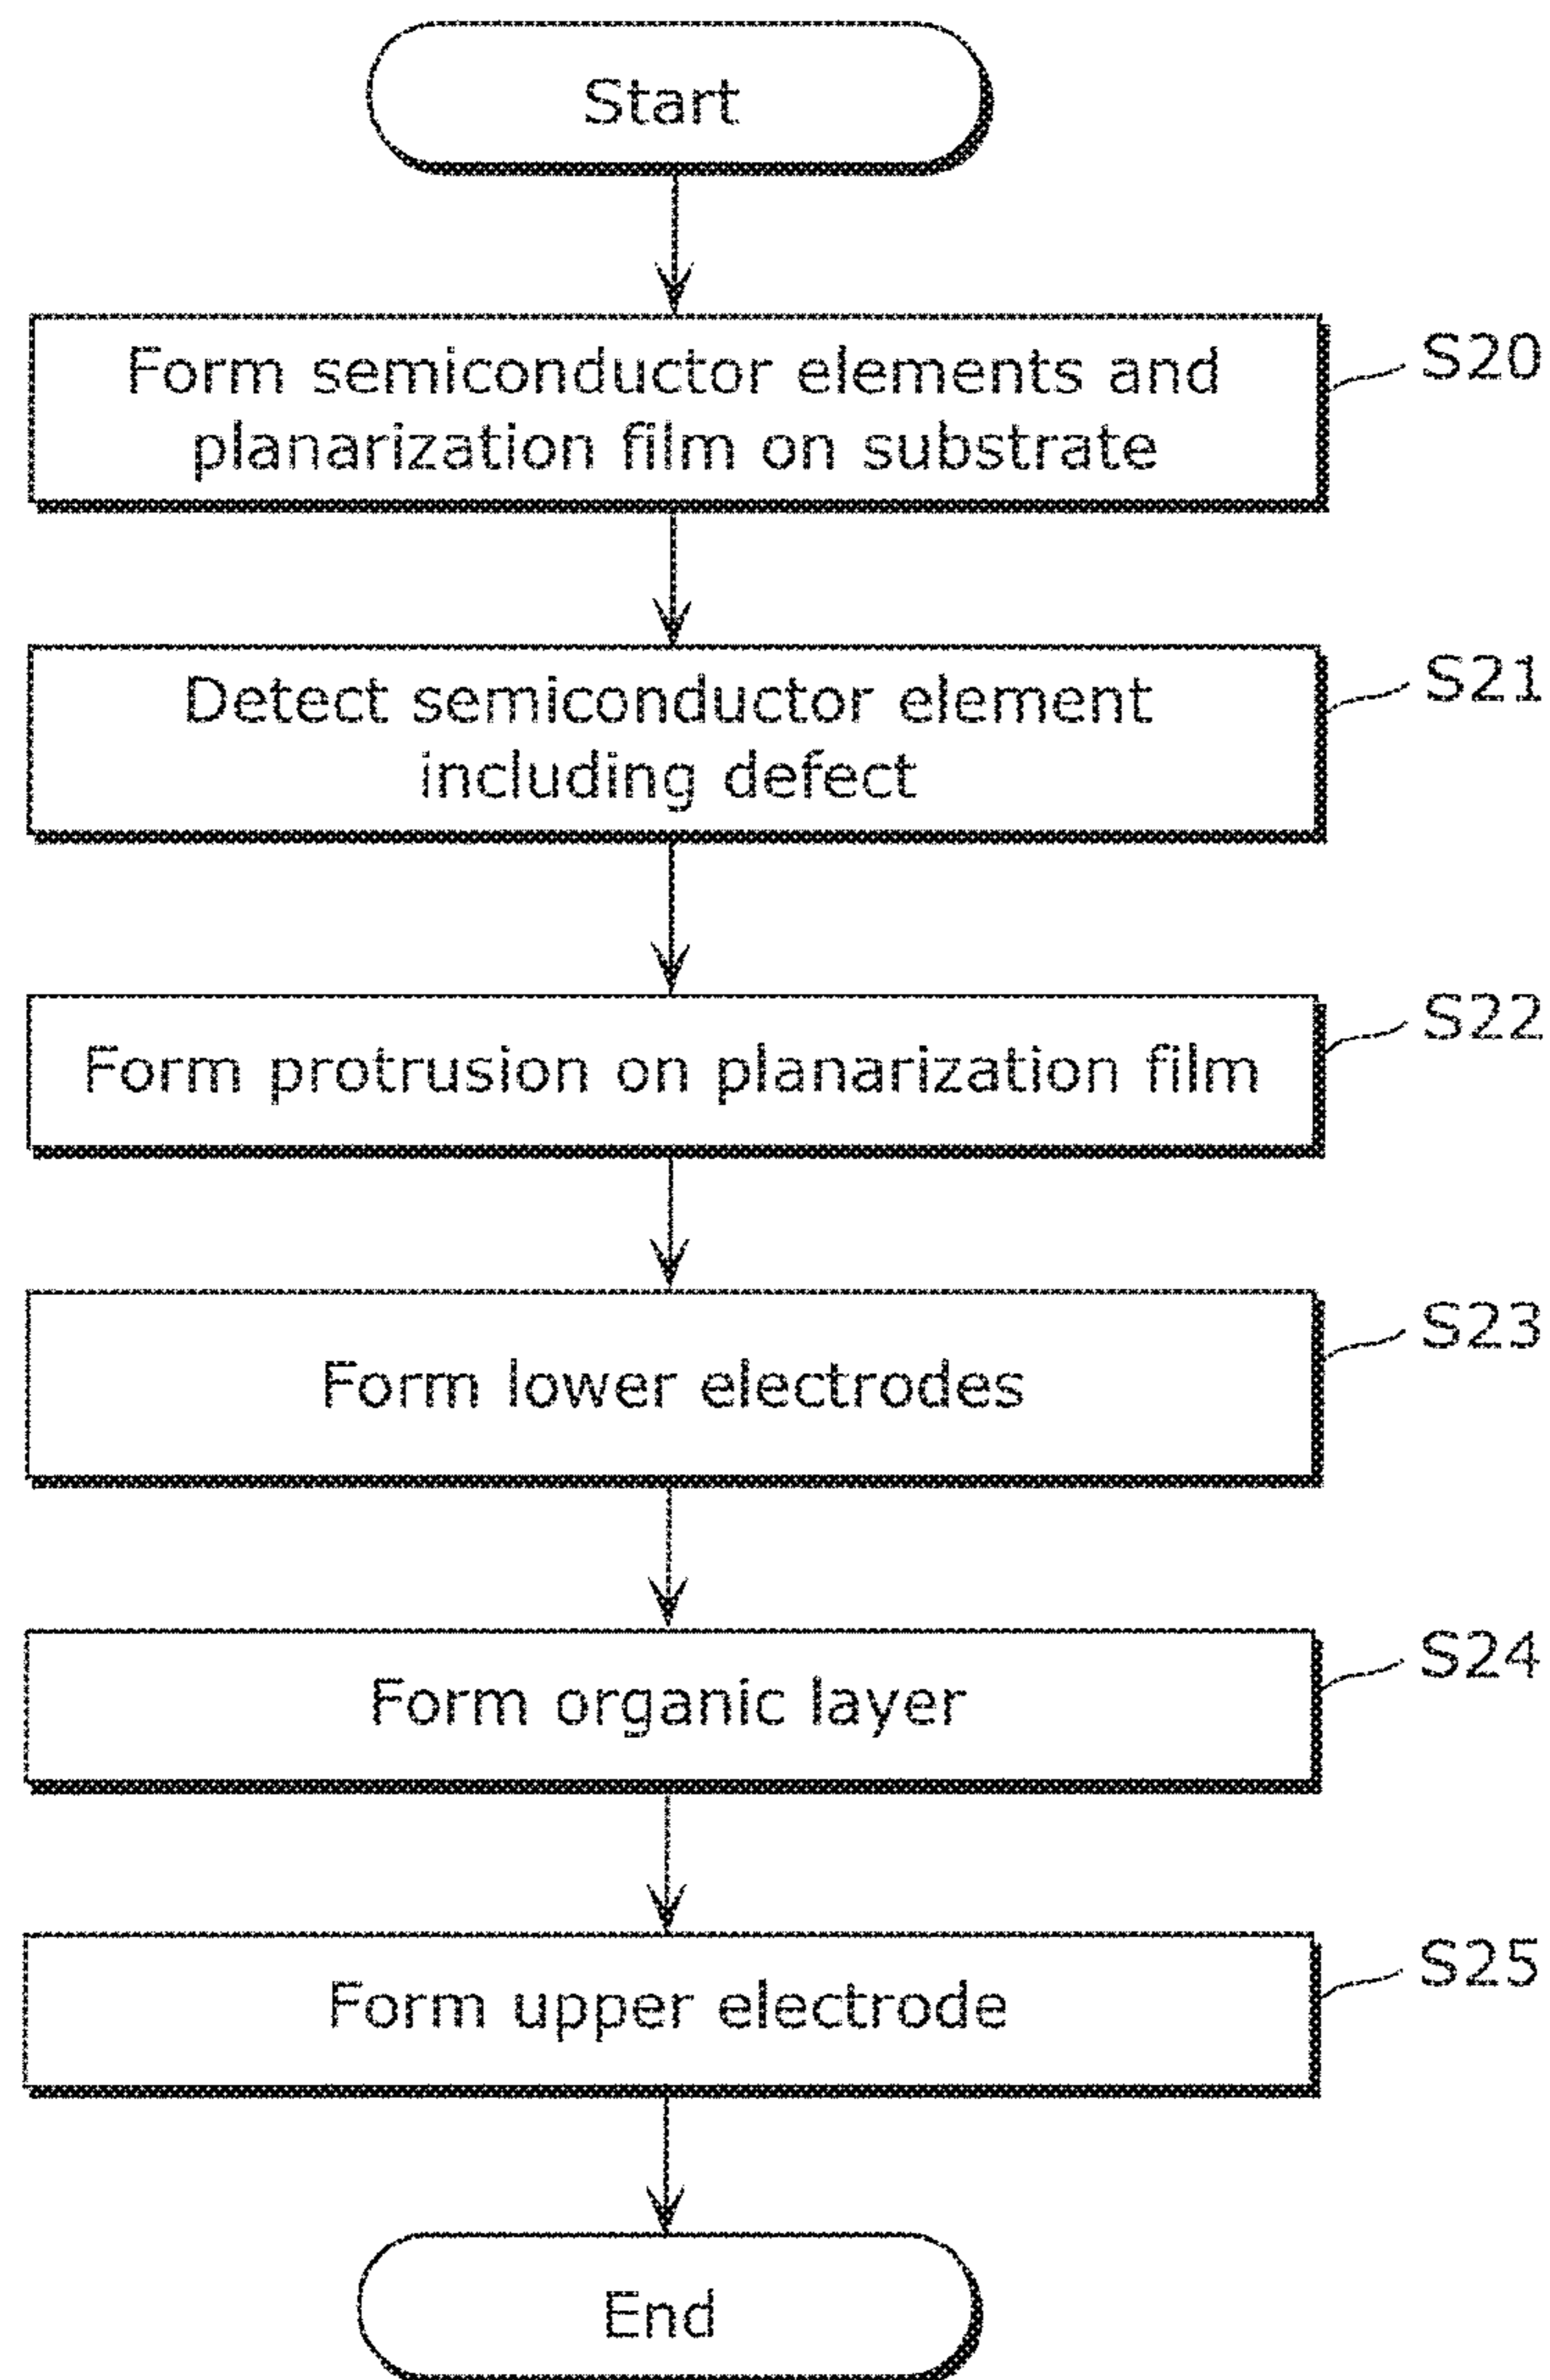 Start
Form semiconductor elements and
planarization film on substrate
S20
Detect semiconductor element
including defect
S21
Form protrusion on planarization film
S22
Form lower electrodes
S23
Form organic layer
S24
Form upper electrode
S25
End